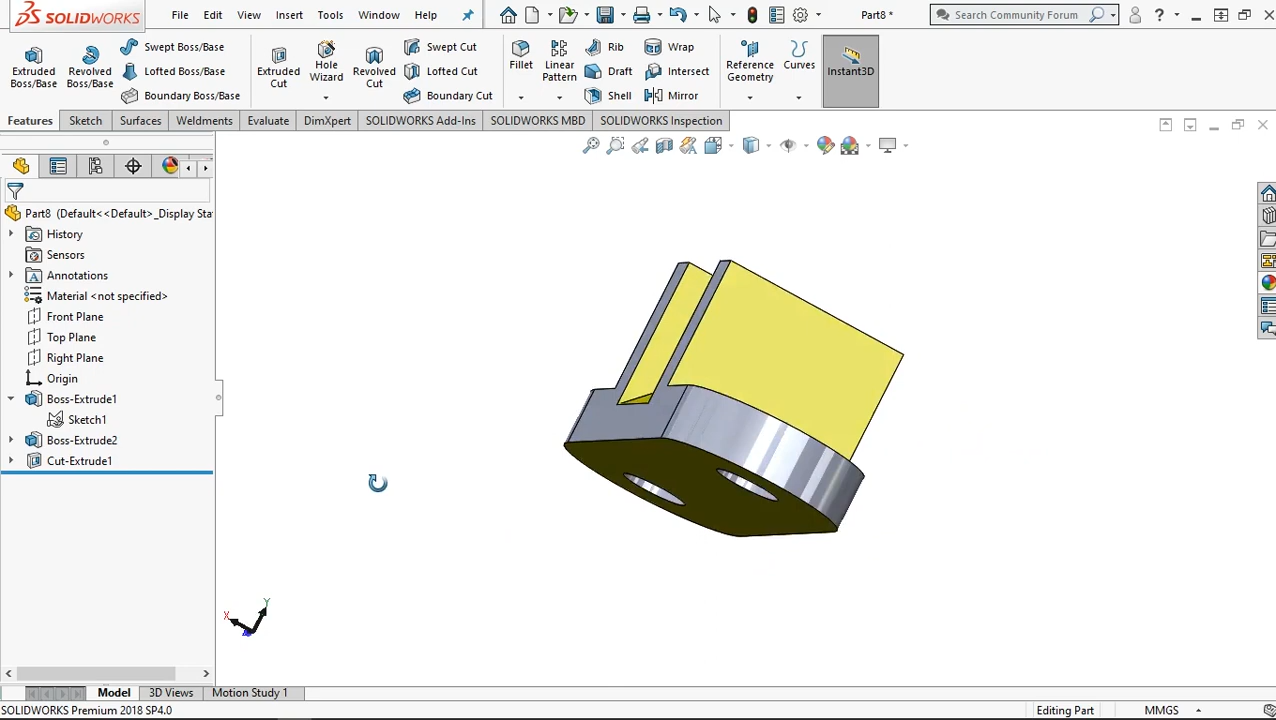 SOLIDWORKS File Edit View Insert Tools Window Help Part8 * Search Community Forum ?
Extruded Boss/Base
Revolved Boss/Base
Swept Boss/Base
Lofted Boss/Base
Boundary Boss/Base
Extruded Cut
Hole Wizard
Revolved Cut
Swept Cut
Lofted Cut
Boundary Cut
Fillet
Linear Pattern
Rib
Draft
Shell
Wrap
Intersect
Mirror
Reference Geometry
Curves
Instant3D
Features Sketch Surfaces Weldments Evaluate DimXpert SOLIDWORKS Add-Ins SOLIDWORKS MBD SOLIDWORKS Inspection
Part8 (Default<<Default>_Display Sta
History
Sensors
Annotations
Material <not specified>
Front Plane
Top Plane
Right Plane
Origin
Boss-Extrude1
Sketch1
Boss-Extrude2
Cut-Extrude1
Y
X
Model 3D Views Motion Study 1
SOLIDWORKS Premium 2018 SP4.0 Editing Part MMGS